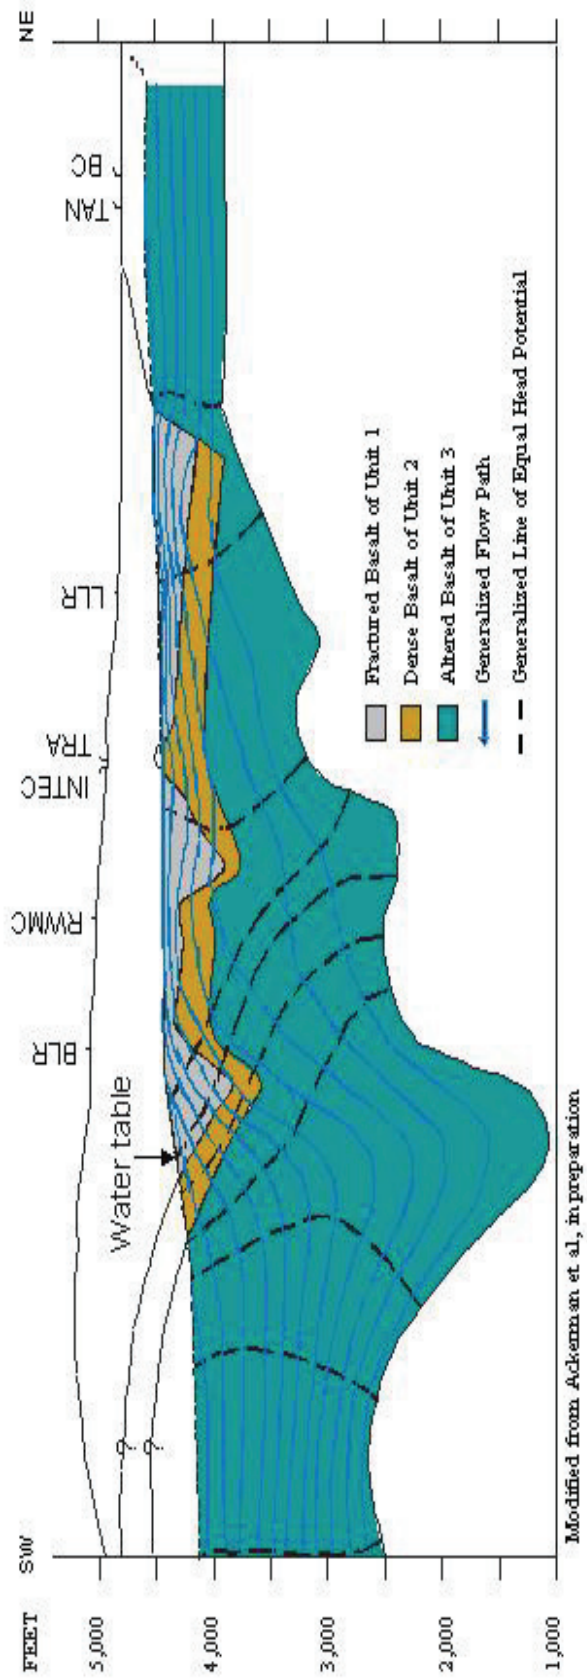 SW
NE
FEET
5,000
4,000
3,000
2,000
1,000
BLR
RWMC
INTEC
TRA
LLR
TAN
BC
Water table
?
?
Fractured Basalt of Unit 1
Dense Basalt of Unit 2
Altered Basalt of Unit 3
Generalized Flow Path
Generalized Line of Equal Head Potential
Modified from Ackerman et al, in preparation